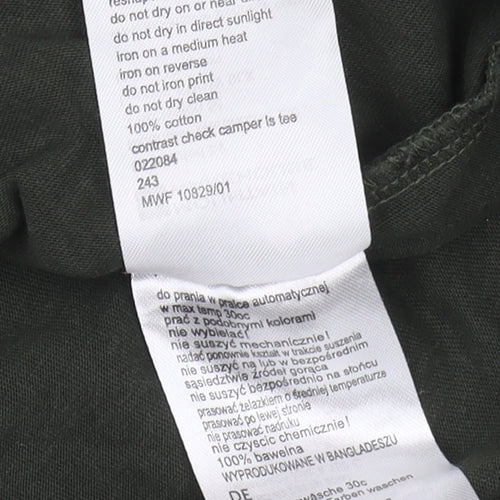 do not dry on or near
do not dry in direct sunlight
iron on a medium heat
iron on reverse
do not iron print
do not dry clean
100% cotton
contrast check camper ls tee
022084
243
MWF 10829/01
do prania w pralce automatycznej
w max temp 30oc
prać z podobnymi kolorami
nie wybielać!
nie suszyć mechanicznie!
nadać ponownie kształt w trakcie suszenia
nie suszyć na lub w bezpośrednim
sąsiedztwie źródeł gorąca
nie suszyć bezpośrednio na słońcu
prasować żelazkiem o średniej temperaturze
prasować po lewej stronie
nie prasować nadruku
nie czyscic chemicznie!
100% bawełna
WYPRODUKOWANE W BANGLADESZU
DE
30c
waschen